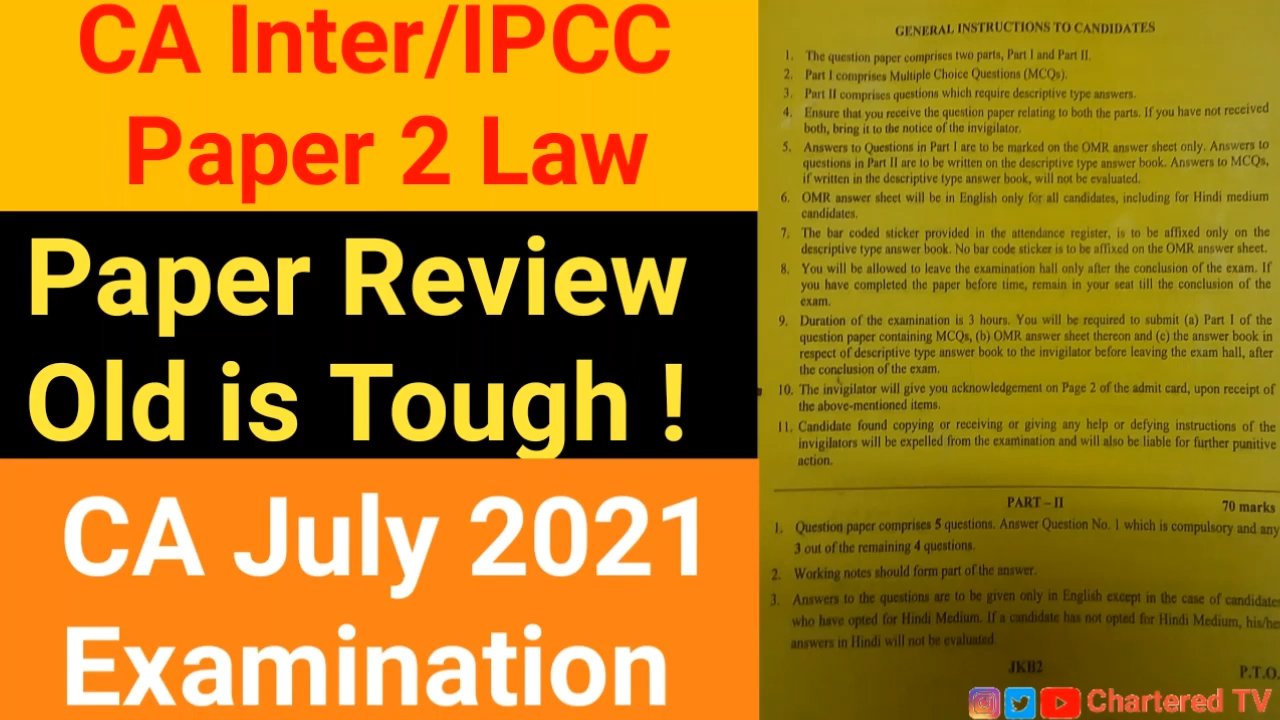 CA Inter/IPCC
Paper 2 Law
Paper Review
Old is Tough !
CA July 2021
Examination
GENERAL INSTRUCTIONS TO CANDIDATES
1. The question paper comprises two parts, Part I and Part II.
2. Part I comprises Multiple Choice Questions (MCQs).
3. Part II comprises questions which require descriptive type answers.
4. Ensure that you receive the question paper relating to both the parts. If you have not received
both, bring it to the notice of the invigilator.
5. Answers to Questions in Part I are to be marked on the OMR answer sheet only. Answers to
questions in Part II are to be written on the descriptive type answer book. Answers to MCQs,
if written in the descriptive type answer book, will not be evaluated.
6. OMR answer sheet will be in English only for all candidates, including for Hindi medium
candidates.
7. The bar coded sticker provided in the attendance register, is to be affixed only on the
descriptive type answer book. No bar code sticker is to be affixed on the OMR answer sheet.
8. You will be allowed to leave the examination hall only after the conclusion of the exam. If
you have completed the paper before time, remain in your seat till the conclusion of the
exam.
9. Duration of the examination is 3 hours. You will be required to submit (a) Part I of the
question paper containing MCQs, (b) OMR answer sheet thereon and (c) the answer book in
respect of descriptive type answer book to the invigilator before leaving the exam hall, after
the conclusion of the exam.
10. The invigilator will give you acknowledgement on Page 2 of the admit card, upon receipt of
the above-mentioned items.
11. Candidate found copying or receiving or giving any help or defying instructions of the
invigilators will be expelled from the examination and will also be liable for further punitive
action.
PART – II 70 marks
1. Question paper comprises 5 questions. Answer Question No. 1 which is compulsory and any
3 out of the remaining 4 questions.
2. Working notes should form part of the answer.
3. Answers to the questions are to be given only in English except in the case of candidates
who have opted for Hindi Medium. If a candidate has not opted for Hindi Medium, his/her
answers in Hindi will not be evaluated.
JKB2 P.T.O.
Chartered TV